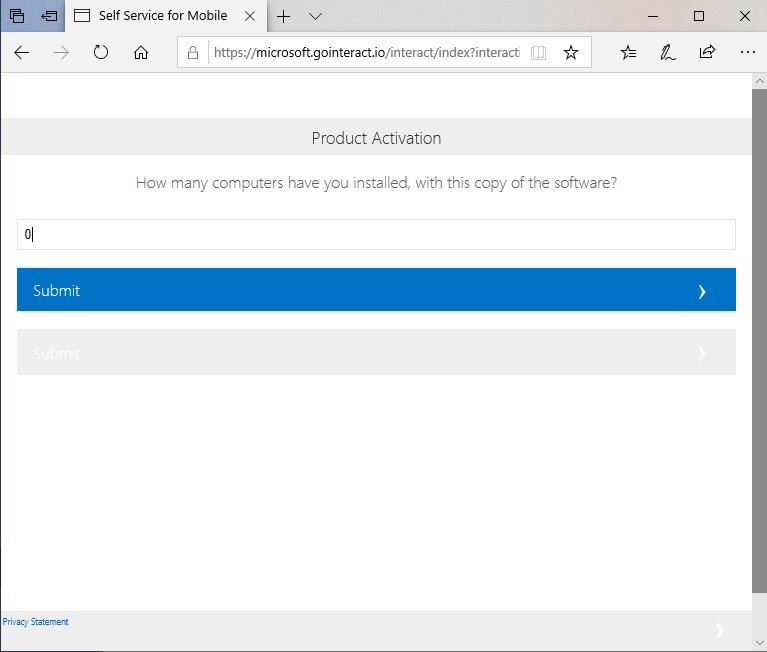 Self Service for Mobile
https://microsoft.gointeract.io/interact/index?interacti
Product Activation
How many computers have you installed, with this copy of the software?
0
Submit
Submit
Privacy Statement